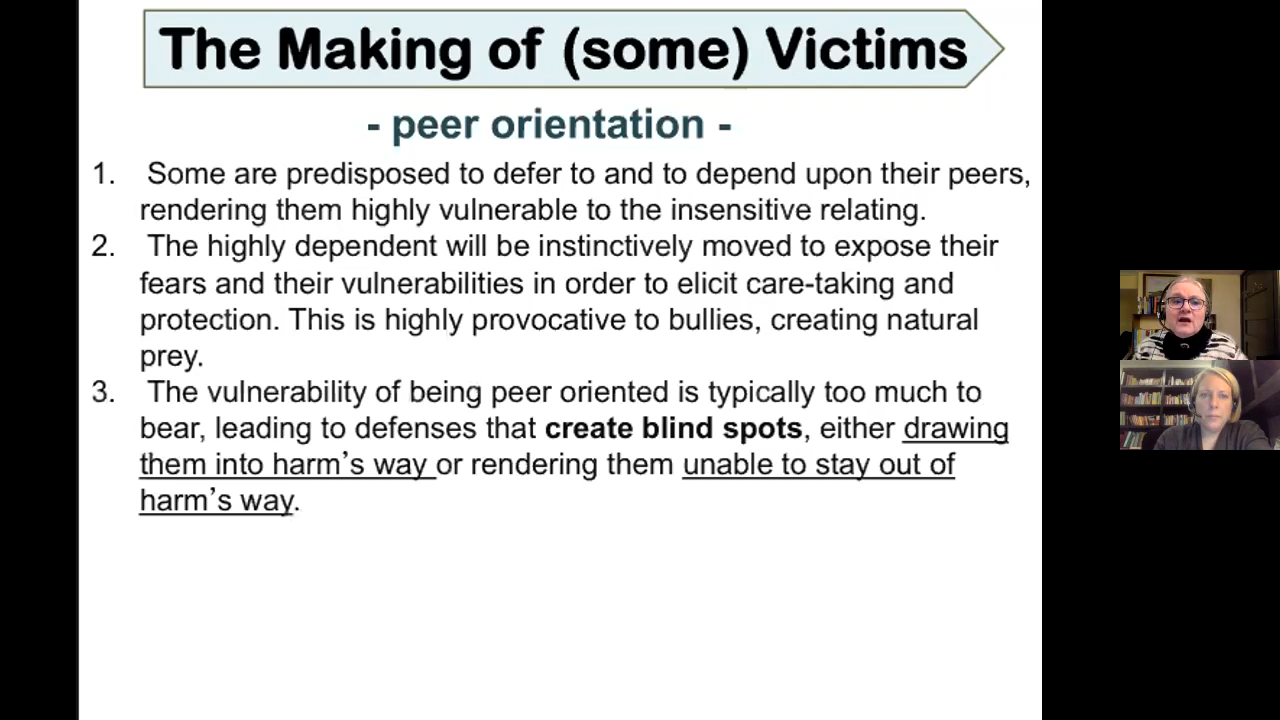 The Making of (some) Victims
- peer orientation -
1. Some are predisposed to defer to and to depend upon their peers,
rendering them highly vulnerable to the insensitive relating.
2. The highly dependent will be instinctively moved to expose their
fears and their vulnerabilities in order to elicit care-taking and
protection. This is highly provocative to bullies, creating natural
prey.
3. The vulnerability of being peer oriented is typically too much to
bear, leading to defenses that create blind spots, either drawing
them into harm’s way or rendering them unable to stay out of
harm’s way.